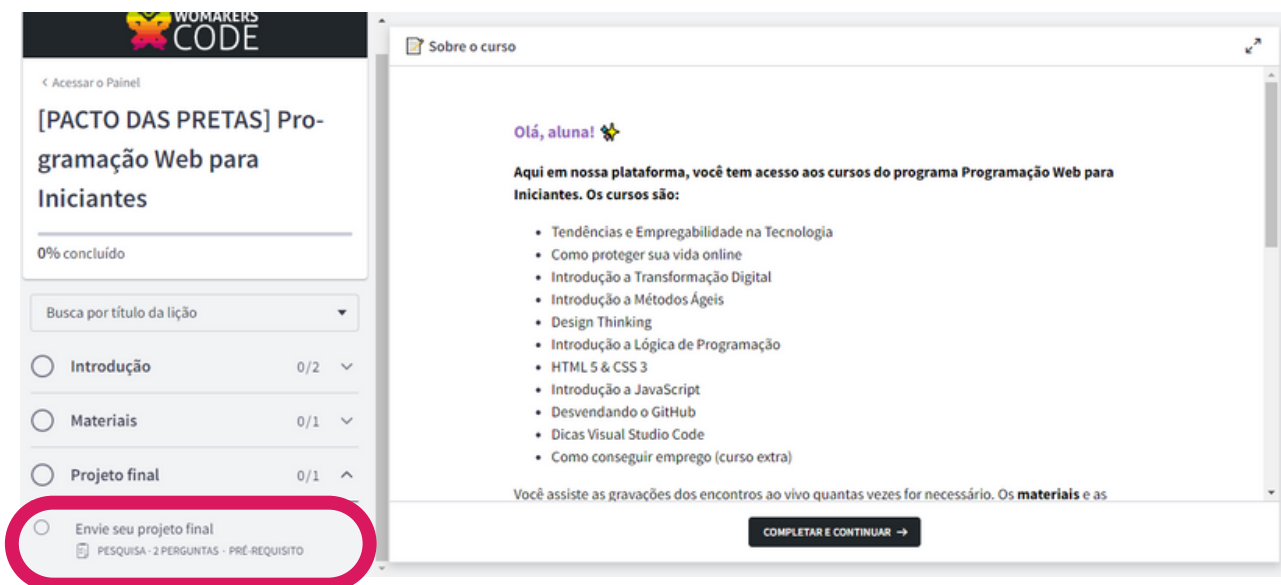 WOMAKERS
CODE
< Acessar o Painel
[PACTO DAS PRETAS] Pro-
gramação Web para
Iniciantes
0% concluído
Busca por título da lição
Introdução 0/2
Materiais 0/1
Projeto final 0/1
Envie seu projeto final
PESQUISA - 2 PERGUNTAS - PRÉ-REQUISITO
Sobre o curso
Olá, aluna!
Aqui em nossa plataforma, você tem acesso aos cursos do programa Programação Web para
Iniciantes. Os cursos são:
• Tendências e Empregabilidade na Tecnologia
• Como proteger sua vida online
• Introdução a Transformação Digital
• Introdução a Métodos Ágeis
• Design Thinking
• Introdução a Lógica de Programação
• HTML 5 & CSS 3
• Introdução a JavaScript
• Desvendando o GitHub
• Dicas Visual Studio Code
• Como conseguir emprego (curso extra)
Você assiste as gravações dos encontros ao vivo quantas vezes for necessário. Os materiais e as
COMPLETAR E CONTINUAR →